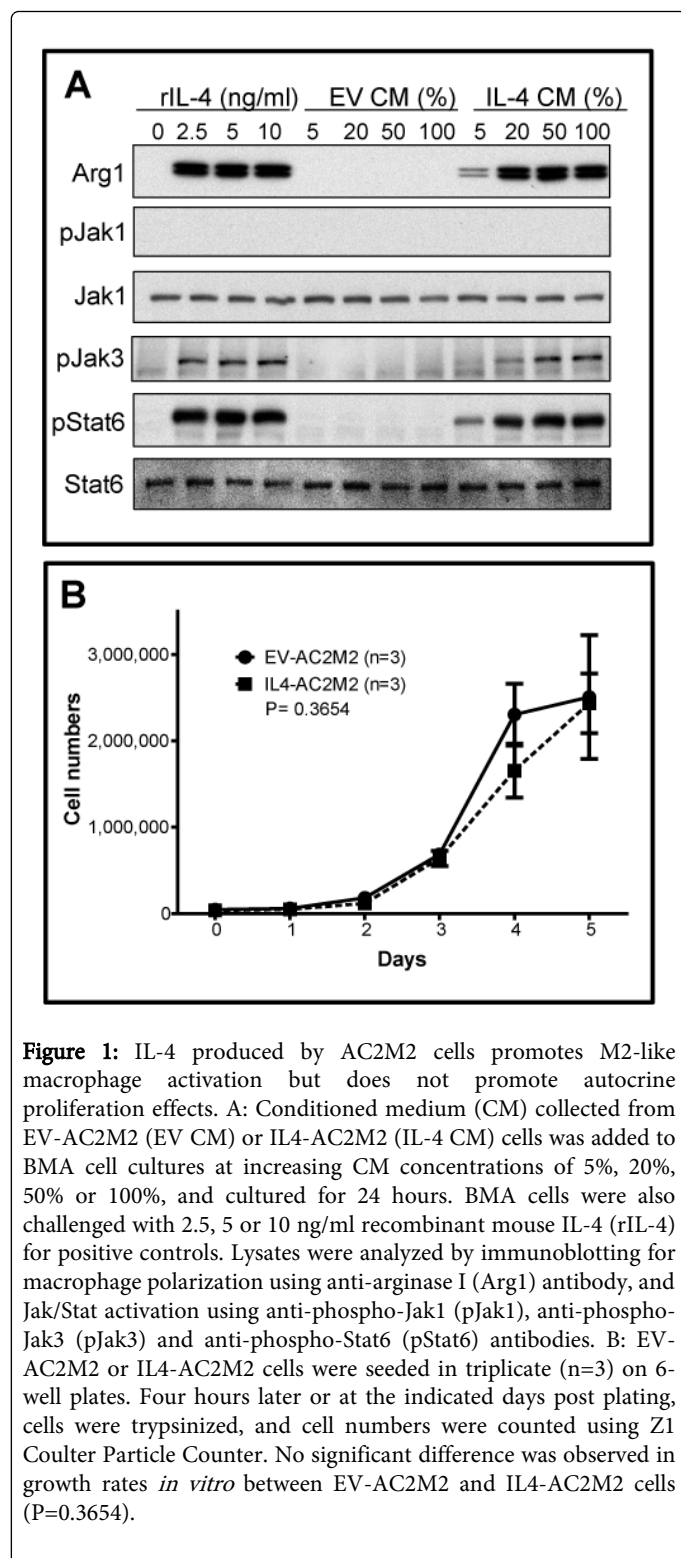 A
rIL-4 (ng/ml) EV CM (%) IL-4 CM (%)
0 2.5 5 10 5 20 50 100 5 20 50 100
Arg1
pJak1
Jak1
pJak3
pStat6
Stat6
B
3,000,000
2,000,000
1,000,000
0
Cell numbers
EV-AC2M2 (n=3)
IL4-AC2M2 (n=3)
P= 0.3654
0 1 2 3 4 5
Days
Figure 1: IL-4 produced by AC2M2 cells promotes M2-like
macrophage activation but does not promote autocrine
proliferation effects. A: Conditioned medium (CM) collected from
EV-AC2M2 (EV CM) or IL4-AC2M2 (IL-4 CM) cells was added to
BMA cell cultures at increasing CM concentrations of 5%, 20%,
50% or 100%, and cultured for 24 hours. BMA cells were also
challenged with 2.5, 5 or 10 ng/ml recombinant mouse IL-4 (rIL-4)
for positive controls. Lysates were analyzed by immunoblotting for
macrophage polarization using anti-arginase I (Arg1) antibody, and
Jak/Stat activation using anti-phospho-Jak1 (pJak1), anti-phospho-
Jak3 (pJak3) and anti-phospho-Stat6 (pStat6) antibodies. B: EV-
AC2M2 or IL4-AC2M2 cells were seeded in triplicate (n=3) on 6-
well plates. Four hours later or at the indicated days post plating,
cells were trypsinized, and cell numbers were counted using Z1
Coulter Particle Counter. No significant difference was observed in
growth rates in vitro between EV-AC2M2 and IL4-AC2M2 cells
(P=0.3654).